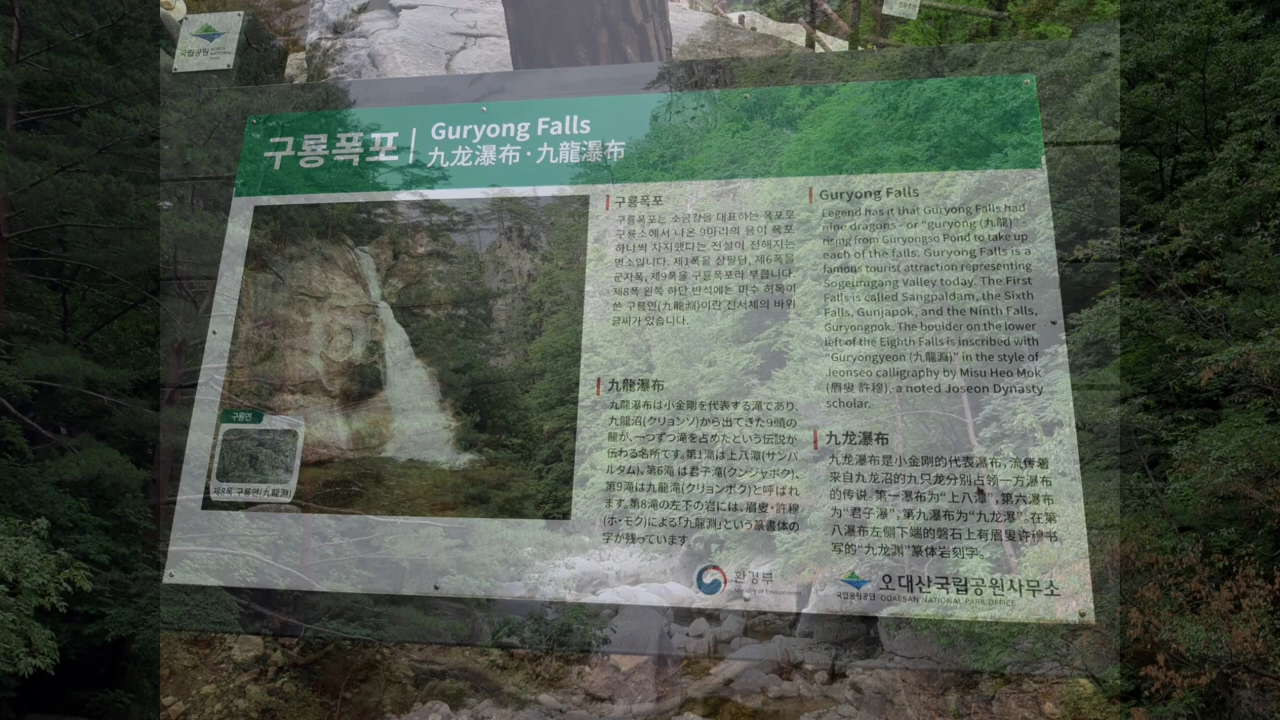 국립공원 KOREA NATIONAL PARK
구룡폭포 | Guryong Falls
九龙瀑布·九龍瀑布
구룡폭포
구룡폭포는 소금강을 대표하는 폭포로
구룡소에서 나온 9마리의 용이 폭포
하나씩 차지했다는 전설이 전해지는
명소입니다. 제1폭을 상팔담, 제6폭을
군자폭, 제9폭을 구룡폭포라 부릅니다.
제8폭 왼쪽 하단 반석에는 미수 허목이
쓴 구룡연(九龍淵)이란 전서체의 바위
글씨가 있습니다.
九龍瀑布
九龍瀑布は小金剛を代表する滝であり、
九龍沼(クリョンソ)から出てきた9頭の
龍が、一つずつ滝を占めたという伝説が
伝わる名所です。第1滝は上八潭(サンパ
ルタム)、第6滝 は君子滝(クンジャポク)、
第9滝は九龍滝(クリョンポク)と呼ばれ
ます。第8滝の左下の岩には、眉叟・許穆
(ホ・モク)による「九龍淵」という篆書体の
字が残っています。
Guryong Falls
Legend has it that Guryong Falls had
nine dragons - or "guryong (九龍)" -
rising from Guryongso Pond to take up
each of the falls. Guryong Falls is a
famous tourist attraction representing
Sogeumgang Valley today. The First
Falls is called Sangpaldam, the Sixth
Falls, Gunjapok, and the Ninth Falls,
Guryongpok. The boulder on the lower
left of the Eighth Falls is inscribed with
"Guryongyeon (九龍淵)" in the style of
Jeonseo calligraphy by Misu Heo Mok
(眉叟 許穆), a noted Joseon Dynasty
scholar.
九龙瀑布
九龙瀑布是小金刚的代表瀑布，流传着
来自九龙沼的九只龙分别占领一方瀑布
的传说。第一瀑布为“上八潭”，第六瀑布
为“君子瀑”，第九瀑布为“九龙瀑”。在第
八瀑布左侧下端的磐石上有眉叟许穆书
写的“九龙渊”篆体岩刻字。
구룡연
제8폭 구룡연(九龍淵)
환경부
Ministry of Environment
국립공원공단
오대산국립공원사무소
ODAESAN NATIONAL PARK OFFICE